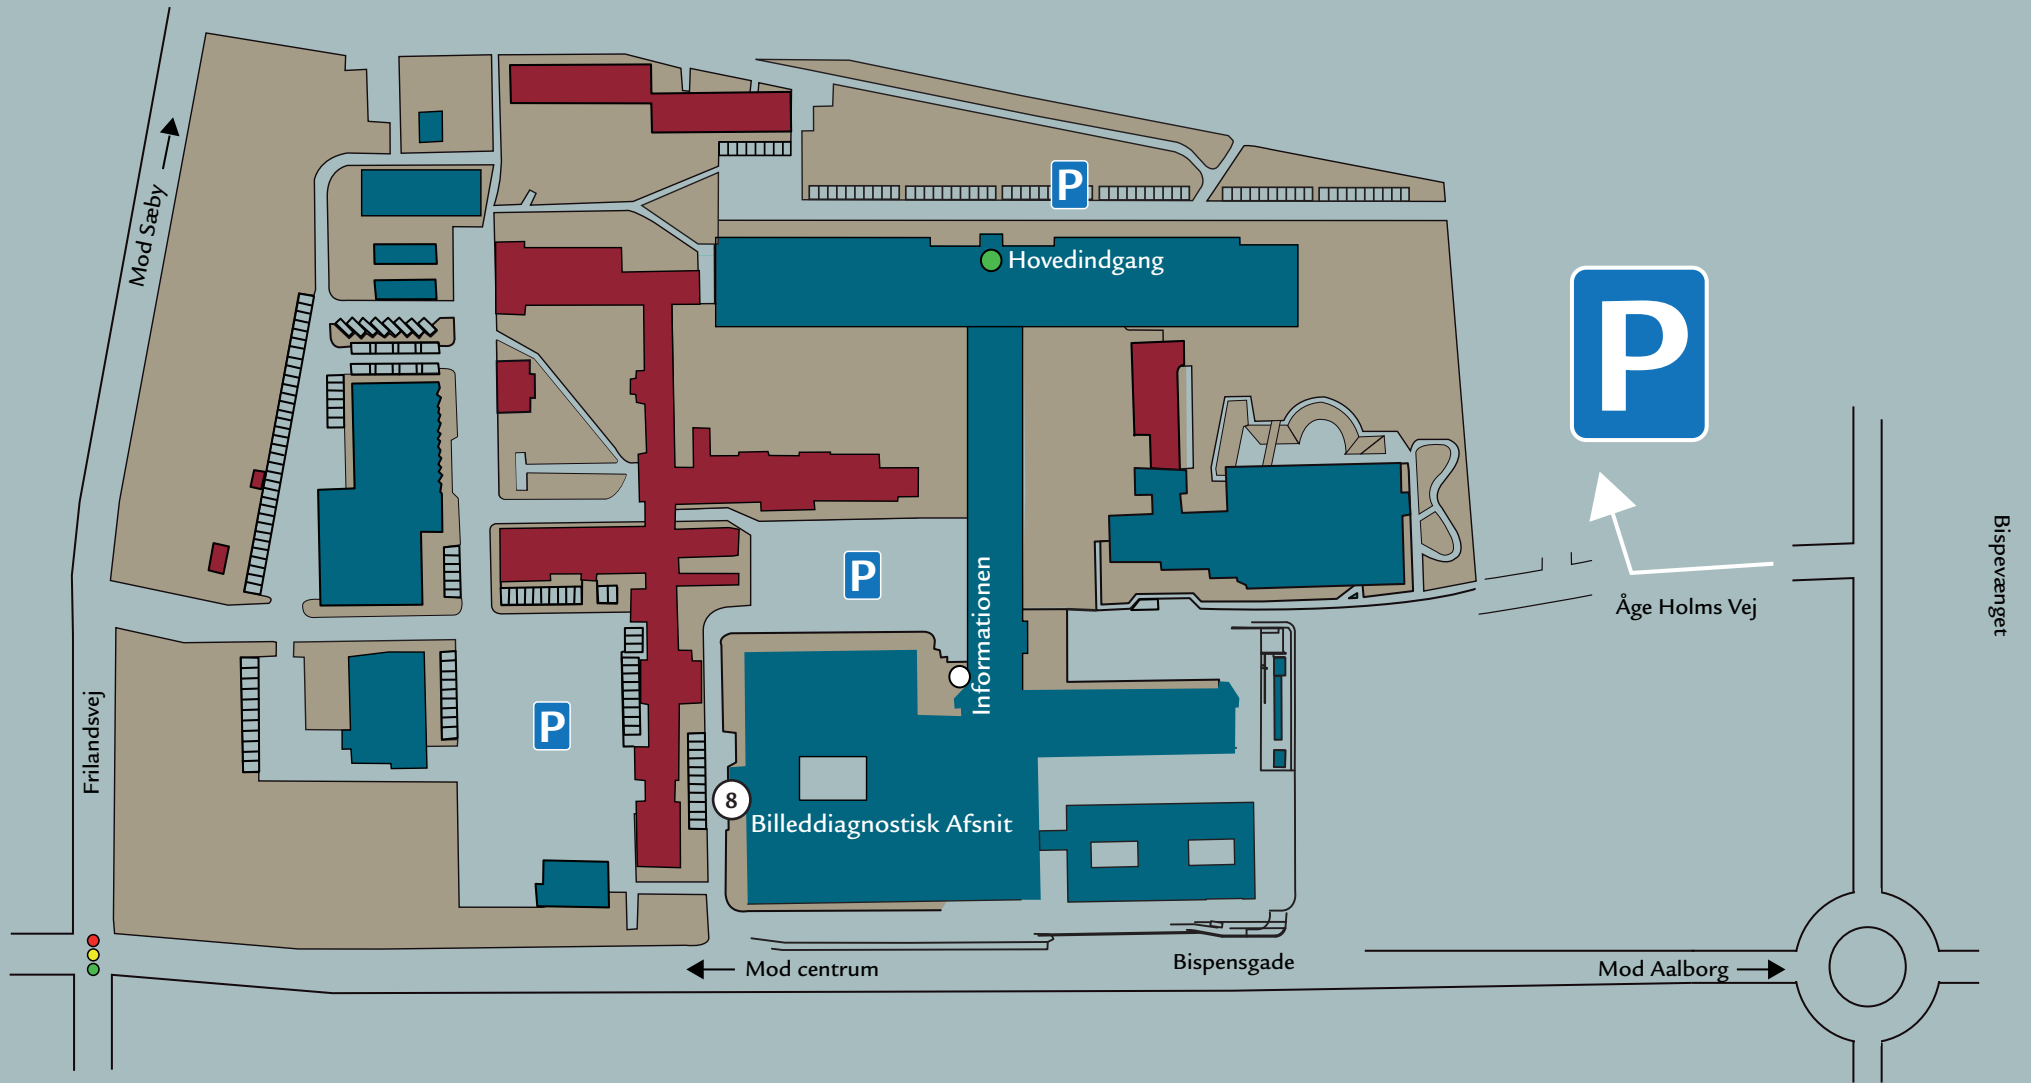 Mod Sæby
P
Hovedindgang
P
P
Informationen
Bispevænget
Åge Holms Vej
P
Frilandsvej
8
Billeddiagnostisk Afsnit
Mod centrum
Bispensgade
Mod Aalborg